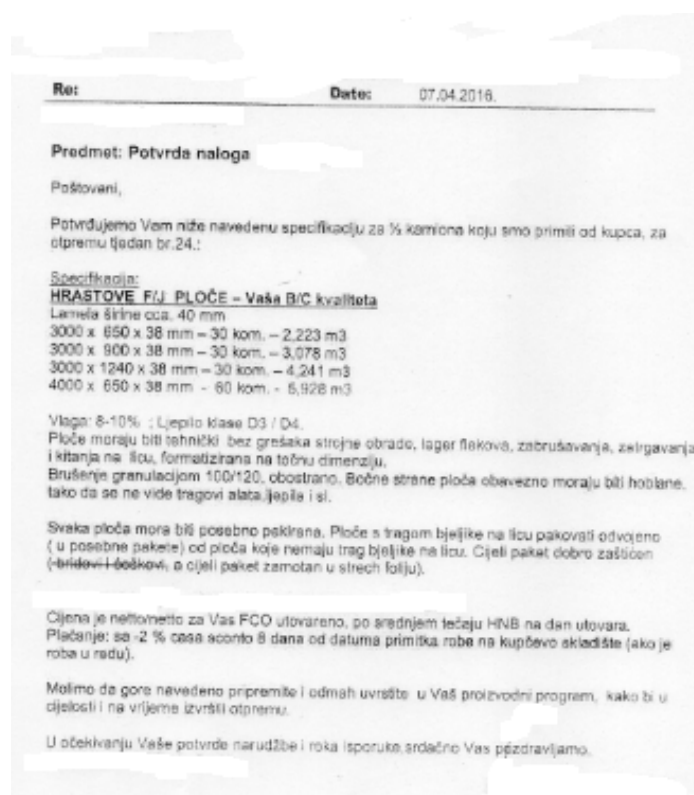 Re: Date: 07.04.2016.
Predmet: Potvrda naloga
Poštovani,
Potvrđujemo Vam niže navedenu specifikaciju za ½ kamiona koju smo primili od kupca, za
otpremu tjedan br.24.:
Specifikacija:
HRASTOVE F/J PLOČE – Vaša B/C kvaliteta
Lamela širine cca. 40 mm
3000 x 650 x 38 mm – 30 kom. – 2,223 m3
3000 x 900 x 38 mm – 30 kom. – 3,078 m3
3000 x 1240 x 38 mm – 30 kom. – 4,241 m3
4000 x 650 x 38 mm - 60 kom. - 5,928 m3
Vlaga: 8-10% ; Ljepilo klase D3 / D4.
Ploče moraju biti tehnički bez grešaka strojne obrade, lager flekova, zabrušavanja, zatrgavanja
i kitanja na licu, formatizirana na točnu dimenziju.
Brušenje granulacijom 100/120, obostrano. Bočne strane ploča obavezno moraju biti hoblane,
tako da se ne vide tragovi alata,ljepila i sl.
Svaka ploča mora biti posebno pakirana. Ploče s tragom bjeljike na licu pakovati odvojeno
( u posebne pakete) od ploča koje nemaju trag bjeljike na licu. Cijeli paket dobro zaštićen
( bridovi i ćoškovi, a cijeli paket zamotan u strech foliju).
Cijena je netto/netto za Vas FCO utovareno, po srednjem tečaju HNB na dan utovara.
Plaćanje: sa -2 % casa sconto 8 dana od datuma primitka robe na kupčevo skladište (ako je
roba u redu).
Molimo da gore navedeno pripremite i odmah uvrstite u Vaš proizvodni program, kako bi u
cijelosti i na vrijeme izvršti otpremu.
U očekivanju Vaše potvrde narudžbe i roka isporuke,srdačno Vas pozdravljamo.